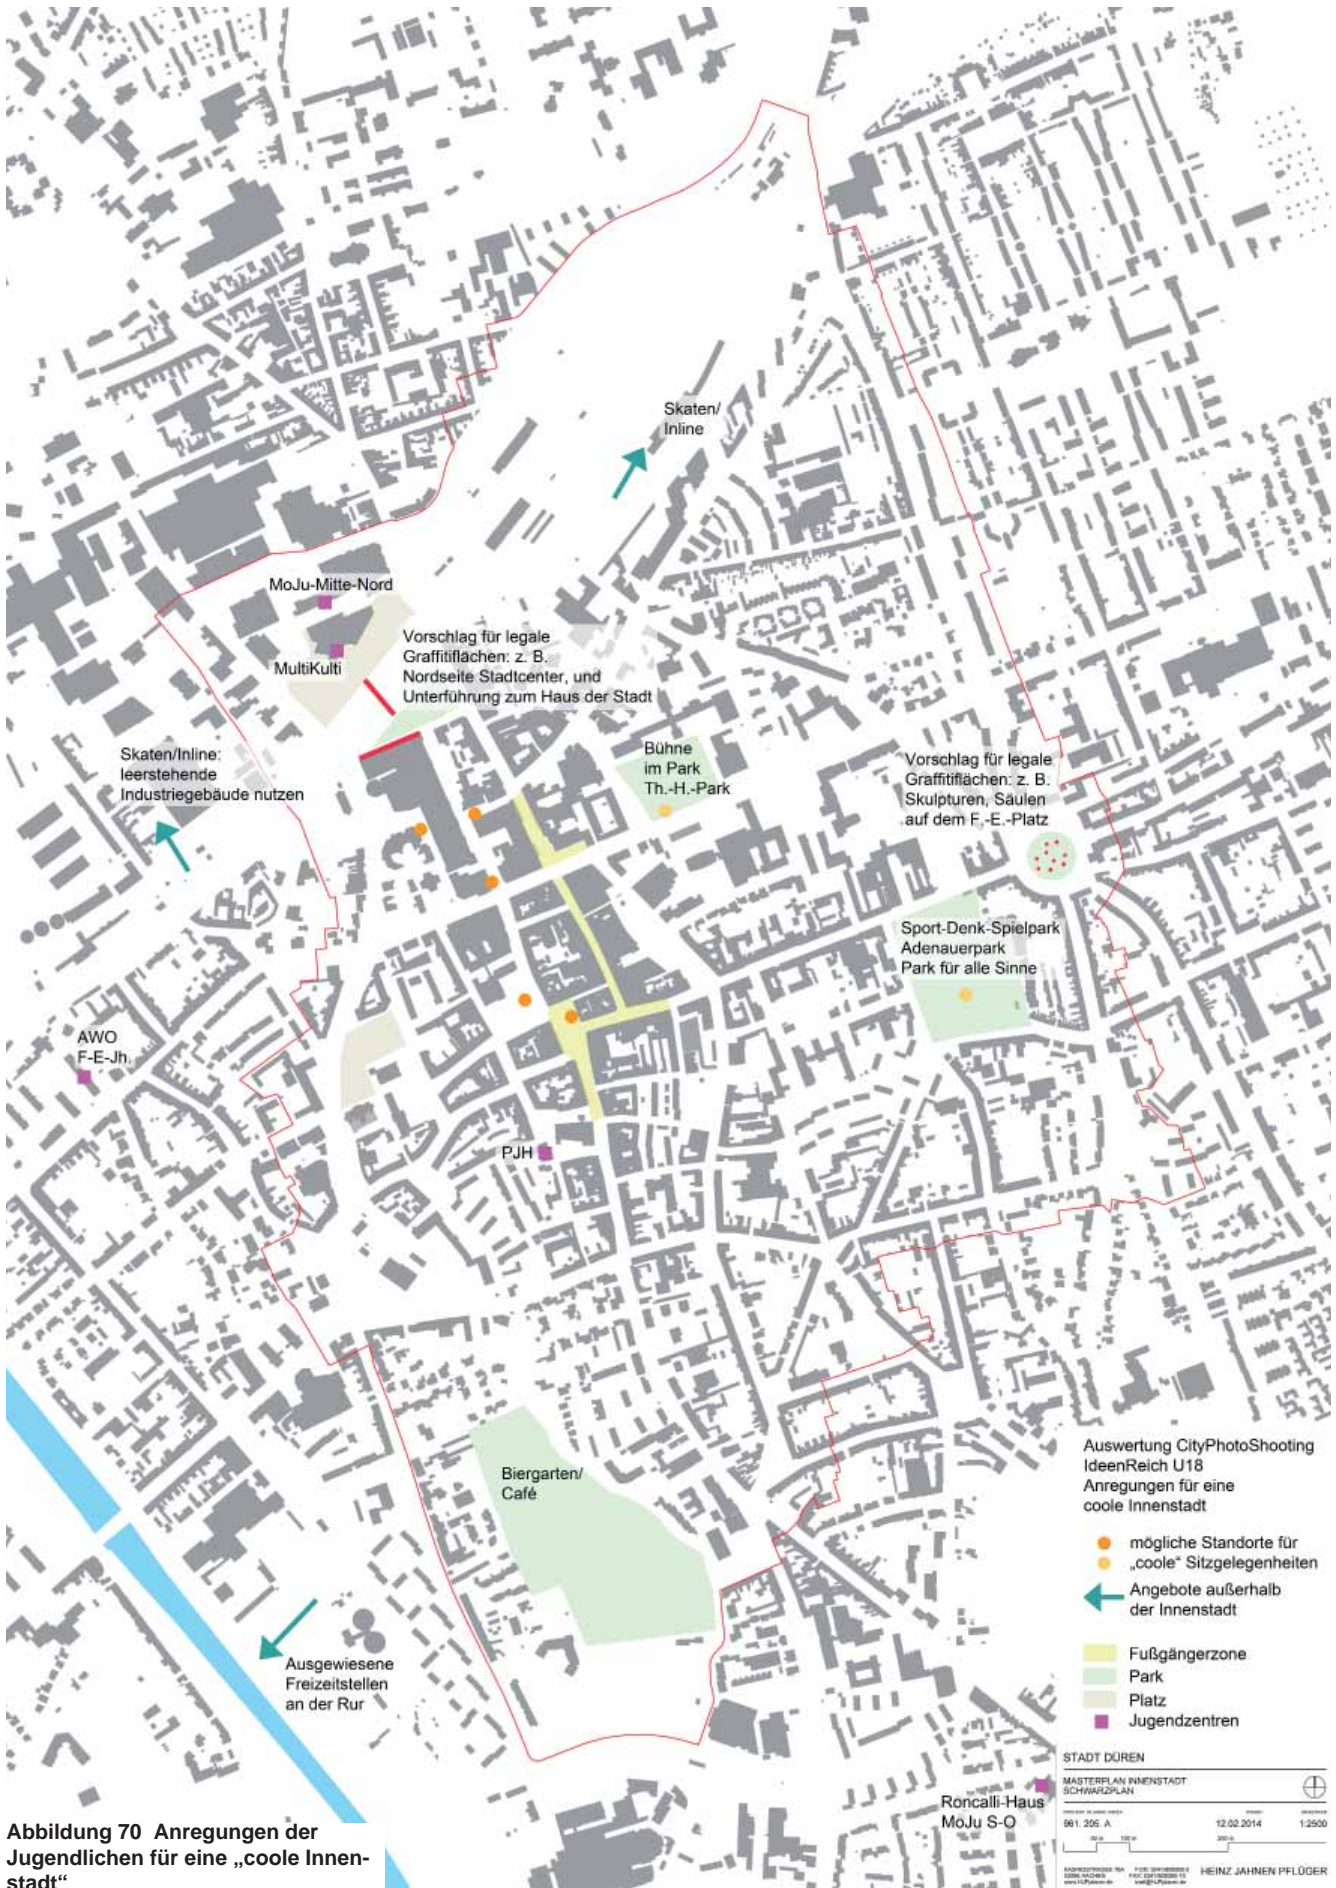 Skaten/
Inline
MoJu-Mitte-Nord
MultiKulti
Vorschlag für legale
Graffitiflächen: z. B.
Nordseite Stadtcenter, und
Unterführung zum Haus der Stadt
Skaten/Inline:
leerstehende
Industriegebäude nutzen
Bühne
im Park
Th.-H.-Park
Vorschlag für legale
Graffitiflächen: z. B.
Skulpturen, Säulen
auf dem F.-E.-Platz
Sport-Denk-Spielpark
Adenauerpark
Park für alle Sinne
AWO
F-E-Jh.
PJH
Biergarten/
Café
Ausgewiesene
Freizeitstellen
an der Rur
Roncalli-Haus
MoJu S-O
Auswertung CityPhotoShooting
IdeenReich U18
Anregungen für eine
coole Innenstadt
mögliche Standorte für
„coole“ Sitzgelegenheiten
Angebote außerhalb
der Innenstadt
Fußgängerzone
Park
Platz
Jugendzentren
STADT DÜREN
MASTERPLAN INNENSTADT
SCHWARZPLAN
961. 205. A 12.02.2014 1:2500
50 m 100 m 200 m
HEINZ JAHNEN PFLÜGER
Abbildung 70 Anregungen der
Jugendlichen für eine „coole Innen-
stadt“